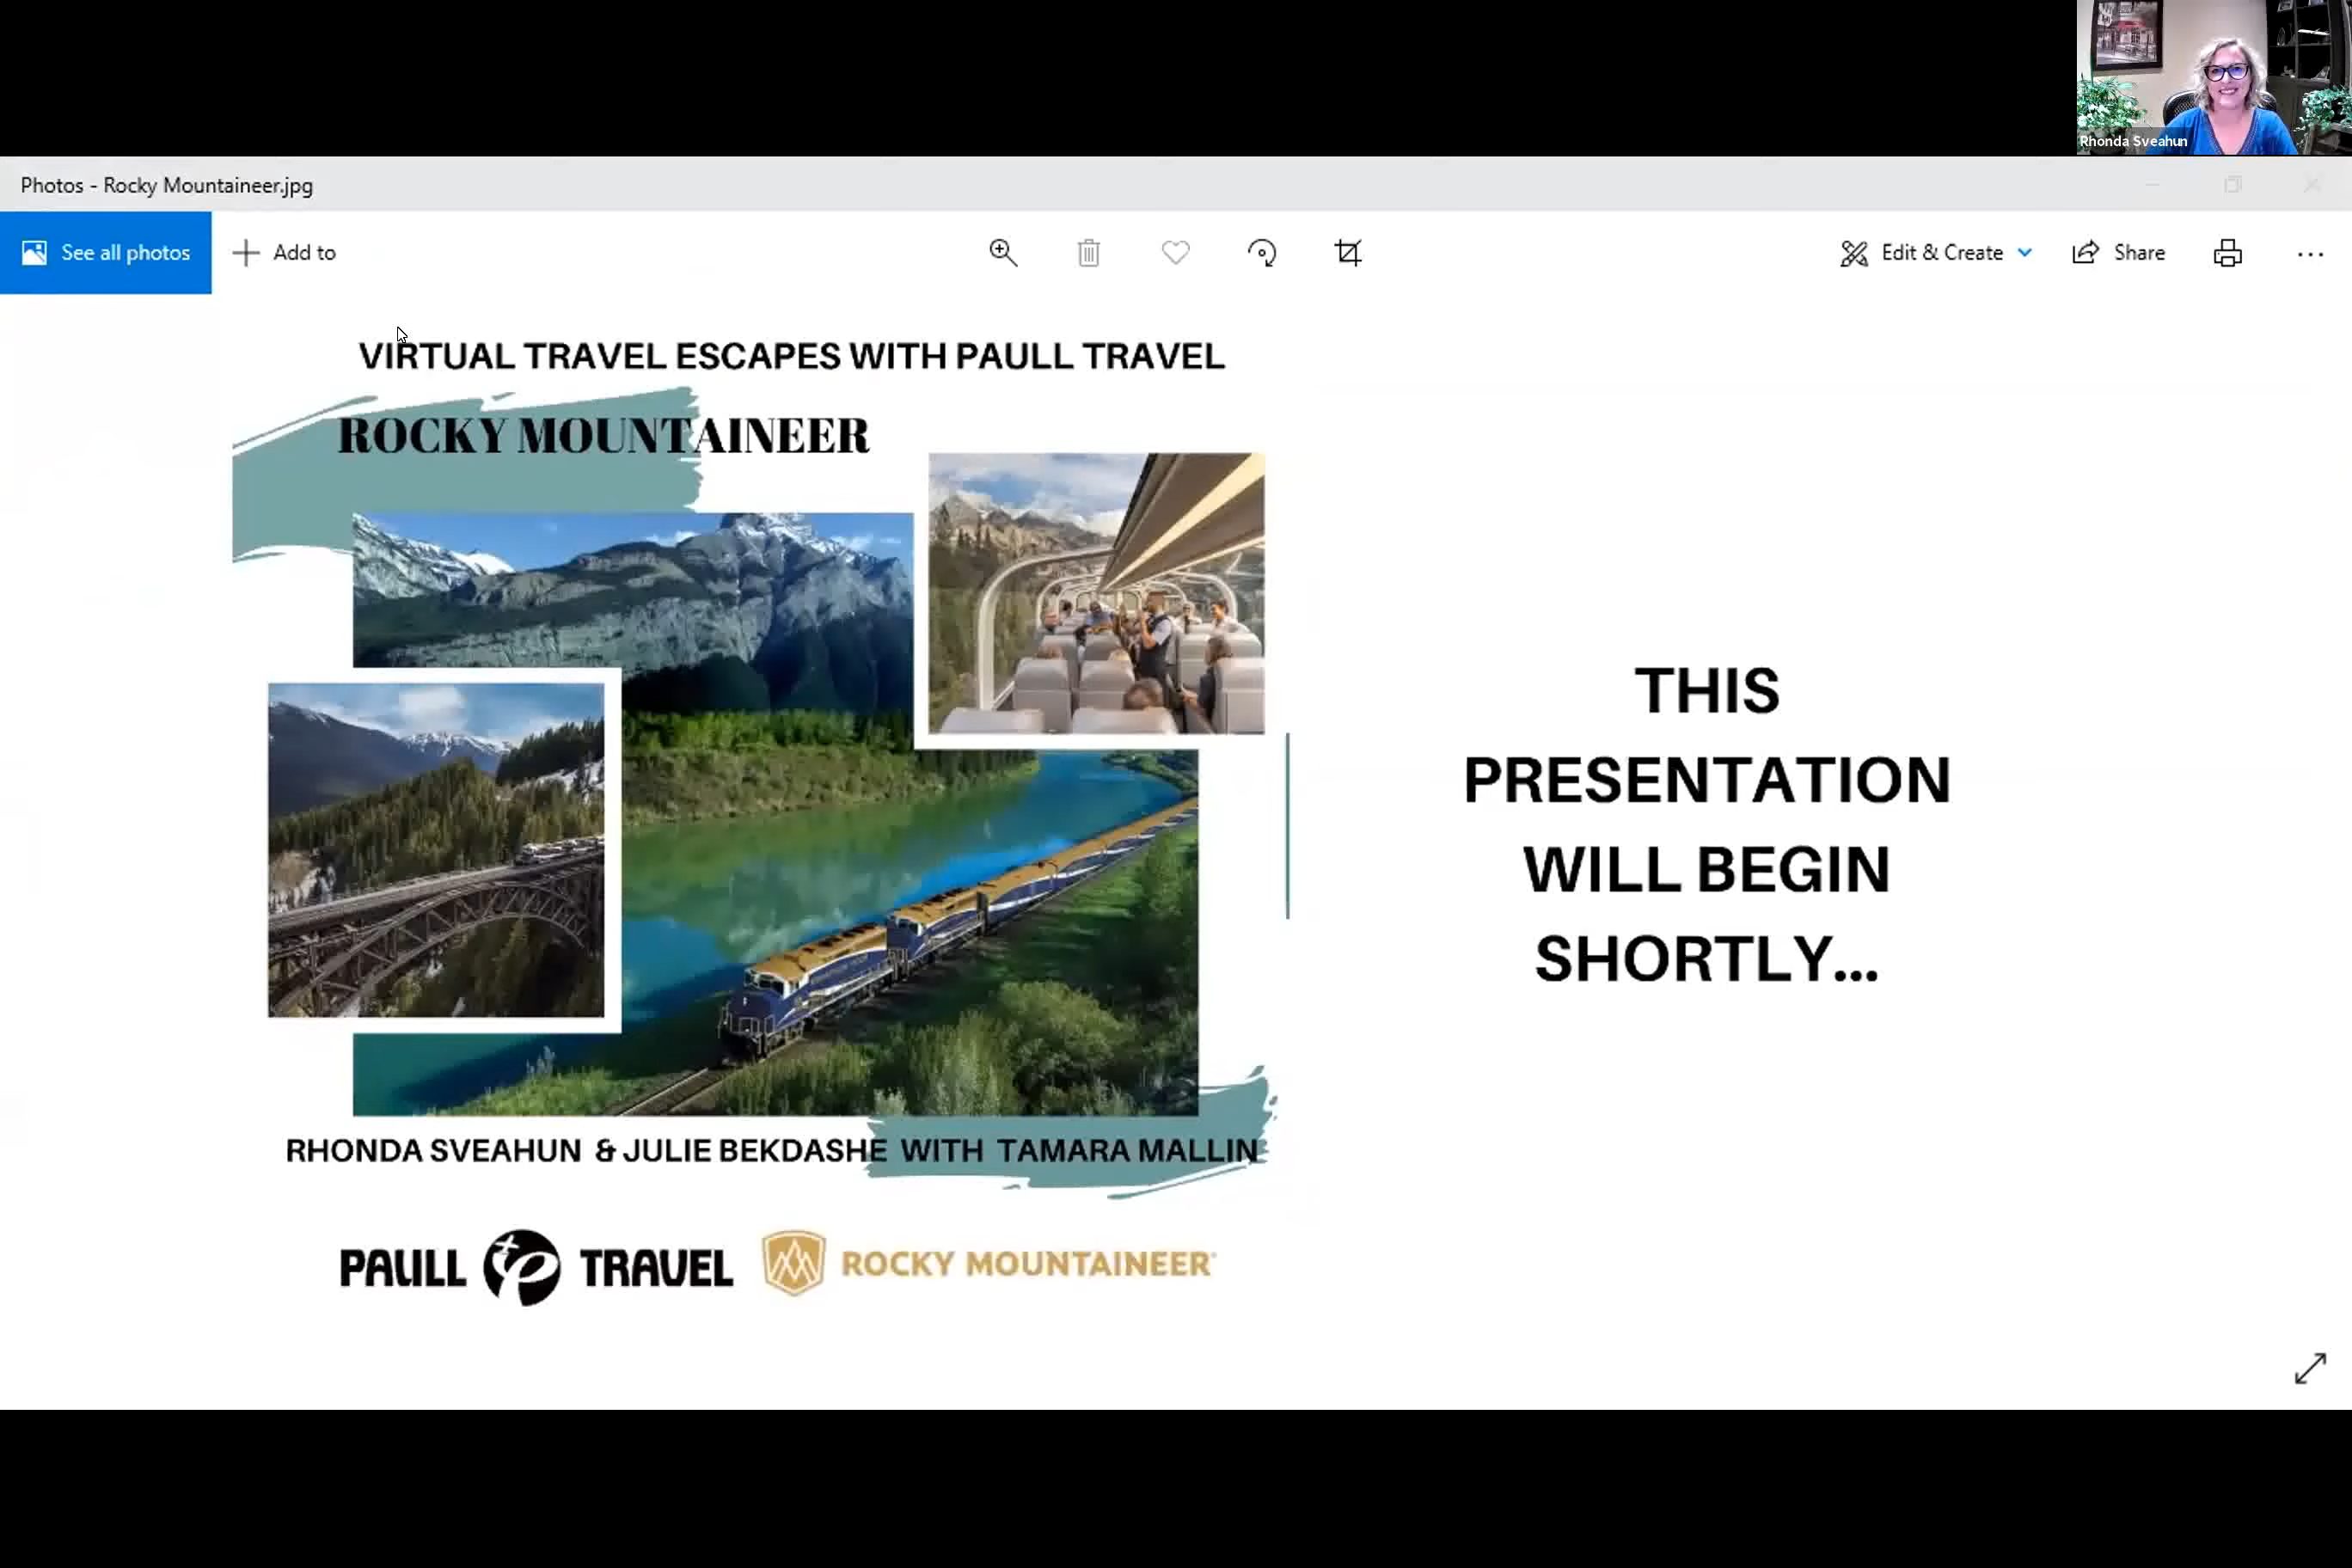 Rhonda Sveahun
Photos - Rocky Mountaineer.jpg
See all photos
Add to
Edit & Create
Share
VIRTUAL TRAVEL ESCAPES WITH PAULL TRAVEL
ROCKY MOUNTAINEER
THIS
PRESENTATION
WILL BEGIN
SHORTLY...
RHONDA SVEAHUN & JULIE BEKDASHE WITH TAMARA MALLIN
PAULL TRAVEL
ROCKY MOUNTAINEER